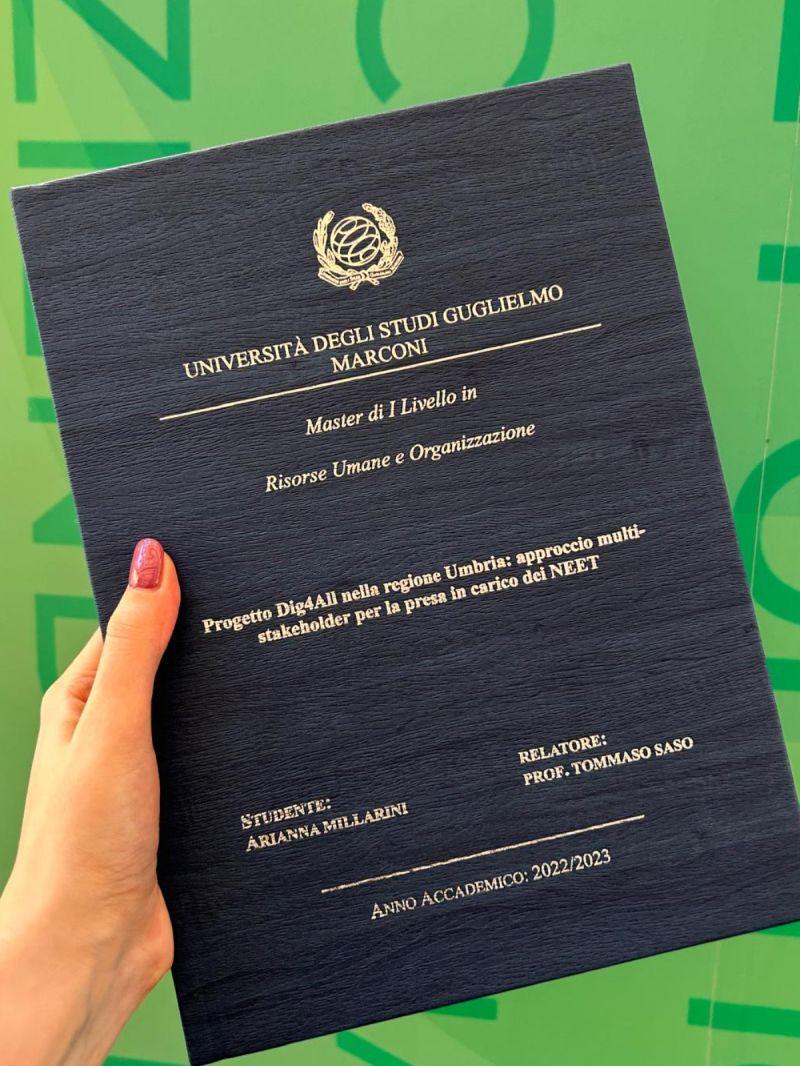 UNIVERSITÀ DEGLI STUDI GUGLIELMO
MARCONI
Master di I Livello in
Risorse Umane e Organizzazione
Progetto Dig4All nella regione Umbria: approccio multi-
stakeholder per la presa in carico dei NEET
RELATORE:
PROF. TOMMASO SASO
STUDENTE:
ARIANNA MILLARINI
ANNO ACCADEMICO: 2022/2023